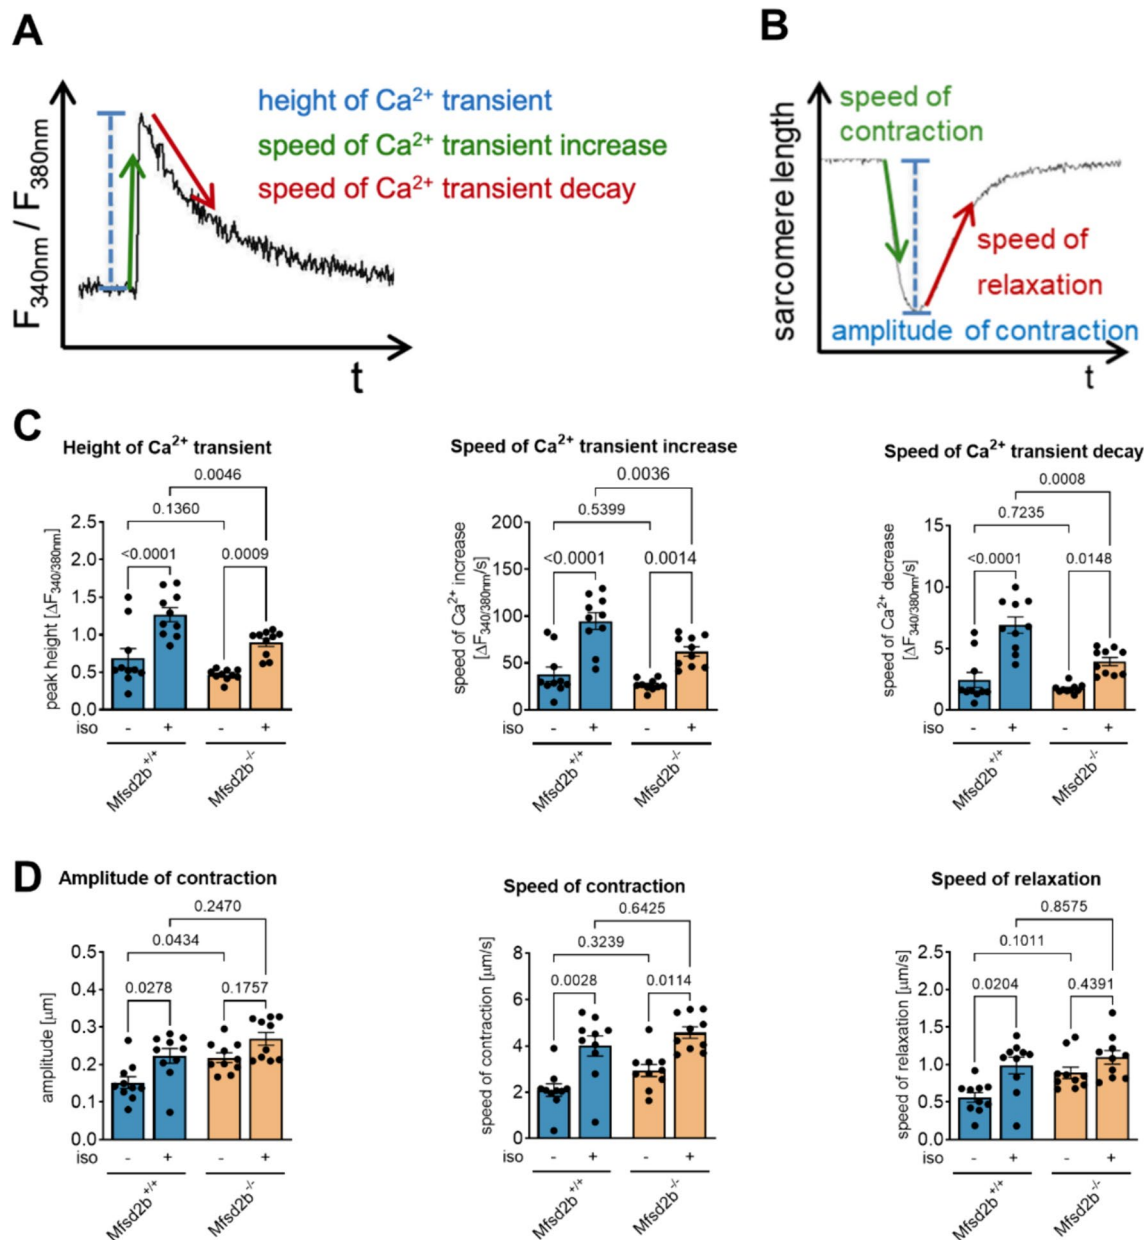 A
height of Ca²⁺ transient
speed of Ca²⁺ transient increase
speed of Ca²⁺ transient decay
F340nm / F380nm
t
B
speed of
contraction
sarcomere length
speed of
relaxation
amplitude of contraction
t
C
Height of Ca²⁺ transient
0.0046
0.1360
<0.0001
0.0009
peak height [ΔF340/380nm]
2.5
2.0
1.5
1.0
0.5
0.0
iso
- + - +
Mfsd2b+/+
Mfsd2b-/-
Speed of Ca²⁺ transient increase
0.0036
0.5399
<0.0001
0.0014
speed of Ca²⁺ increase
[ΔF340/380nm/s]
200
150
100
50
0
iso
- + - +
Mfsd2b+/+
Mfsd2b-/-
Speed of Ca²⁺ transient decay
0.0008
0.7235
<0.0001
0.0148
speed of Ca²⁺ decrease
[ΔF340/380nm/s]
15
10
5
0
iso
- + - +
Mfsd2b+/+
Mfsd2b-/-
D
Amplitude of contraction
0.2470
0.0434
0.0278
0.1757
amplitude [μm]
0.5
0.4
0.3
0.2
0.1
0.0
iso
- + - +
Mfsd2b+/+
Mfsd2b-/-
Speed of contraction
0.6425
0.3239
0.0028
0.0114
speed of contraction [μm/s]
8
6
4
2
0
iso
- + - +
Mfsd2b+/+
Mfsd2b-/-
Speed of relaxation
0.8575
0.1011
0.0204
0.4391
speed of relaxation [μm/s]
2.5
2.0
1.5
1.0
0.5
0.0
iso
- + - +
Mfsd2b+/+
Mfsd2b-/-